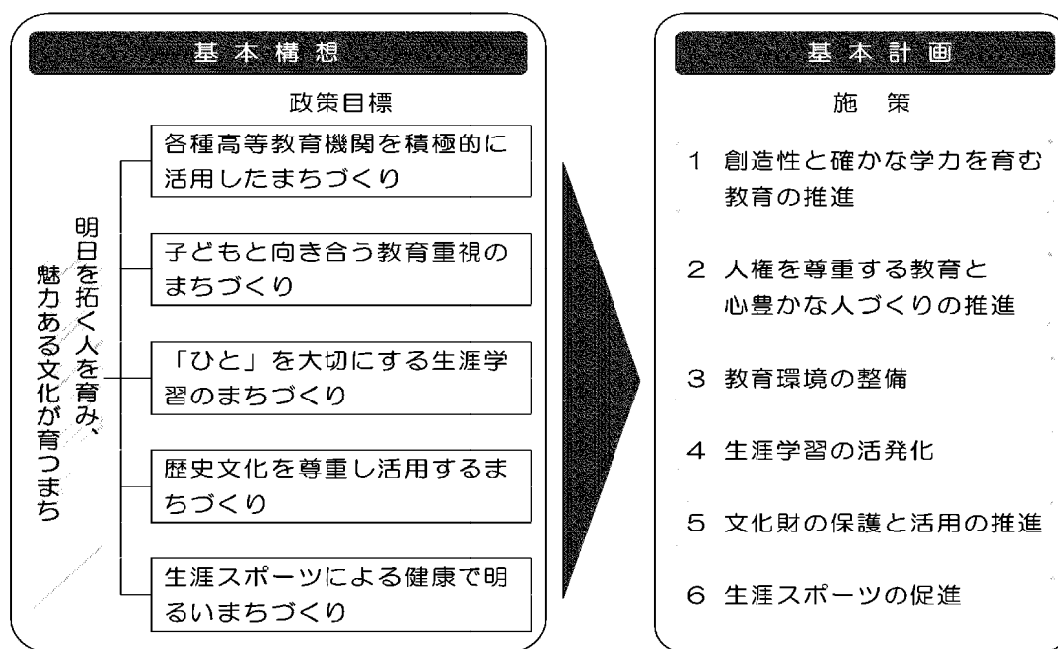 基本構想
政策目標
明日を拓く人を育み、
魅力ある文化が育つまち
各種高等教育機関を積極的に
活用したまちづくり
子どもと向き合う教育重視の
まちづくり
「ひと」を大切にする生涯学
習のまちづくり
歴史文化を尊重し活用するま
ちづくり
生涯スポーツによる健康で明
るいまちづくり
基本計画
施 策
1 創造性と確かな学力を育む
教育の推進
2 人権を尊重する教育と
心豊かな人づくりの推進
3 教育環境の整備
4 生涯学習の活発化
5 文化財の保護と活用の推進
6 生涯スポーツの促進